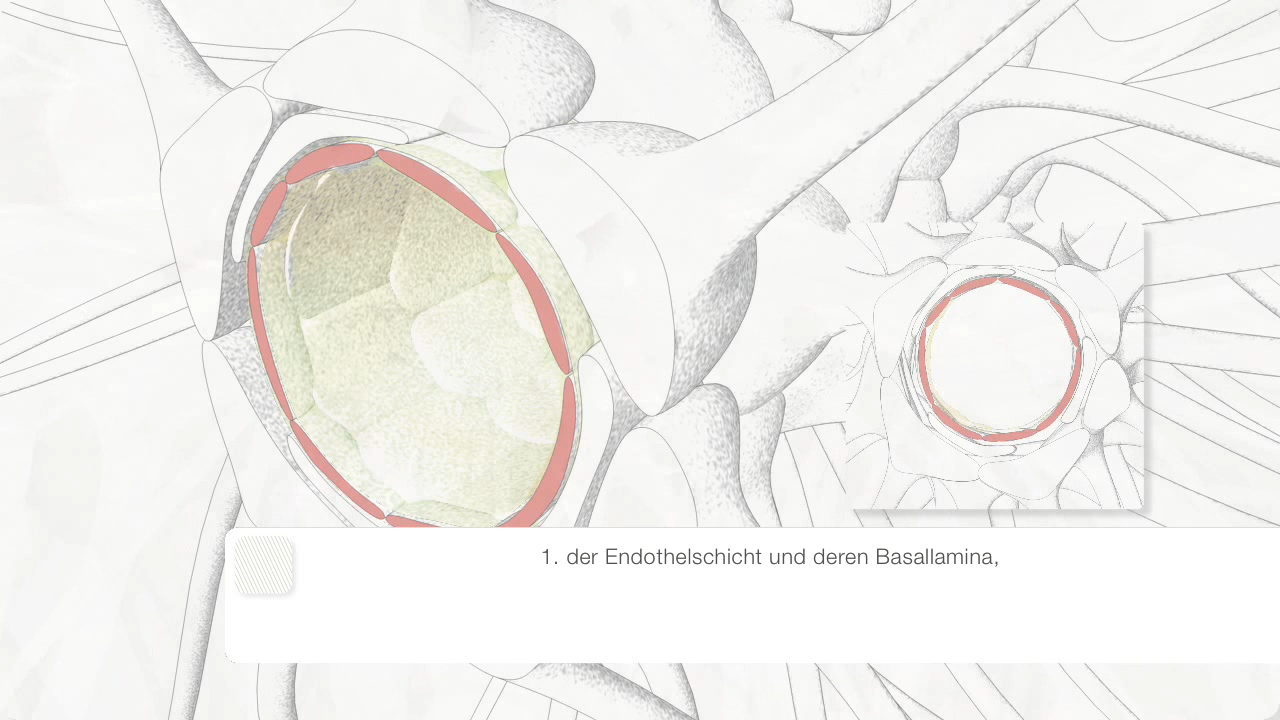 1. der Endothelschicht und deren Basallamina,